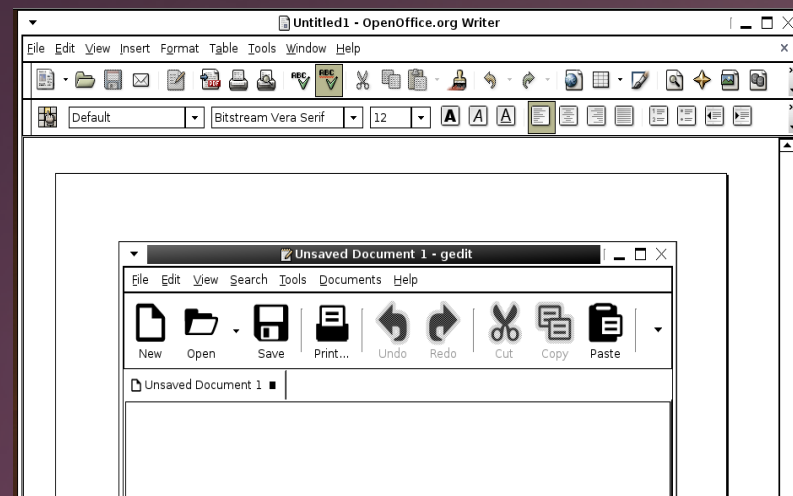 Untitled1 - OpenOffice.org Writer
File Edit View Insert Format Table Tools Window Help
ABC ABC
Default Bitstream Vera Serif 12 A A A
Unsaved Document 1 - gedit
File Edit View Search Tools Documents Help
New Open Save Print... Undo Redo Cut Copy Paste
Unsaved Document 1